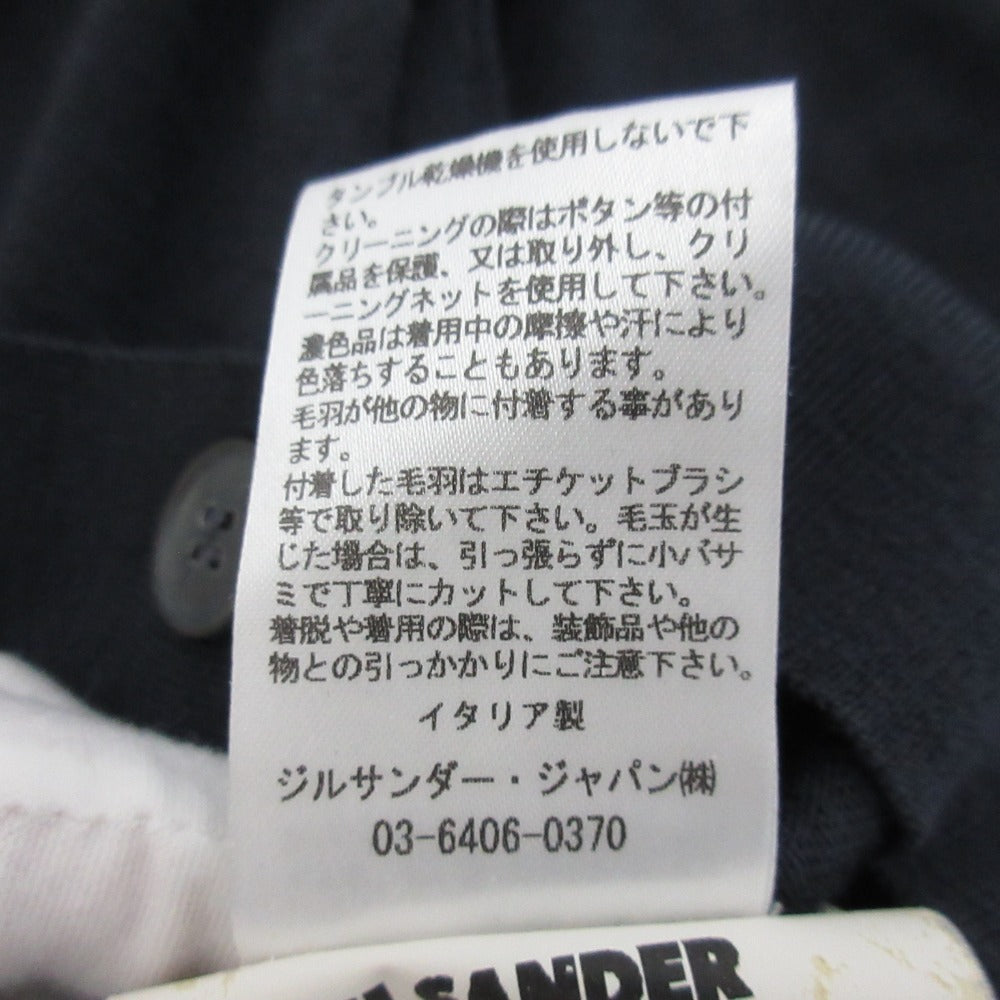 タンブル乾燥機を使用しないで下
さい。
クリーニングの際はボタン等の付
属品を保護、又は取り外し、クリ
ーニングネットを使用して下さい。
濃色品は着用中の摩擦や汗により
色落ちすることもあります。
毛羽が他の物に付着する事があり
ます。
付着した毛羽はエチケットブラシ
等で取り除いて下さい。毛玉が生
じた場合は、引っ張らずに小バサ
ミで丁寧にカットして下さい。
着脱や着用の際は、装飾品や他の
物との引っかかりにご注意下さい。
イタリア製
ジルサンダー・ジャパン㈱
03-6406-0370
SANDER